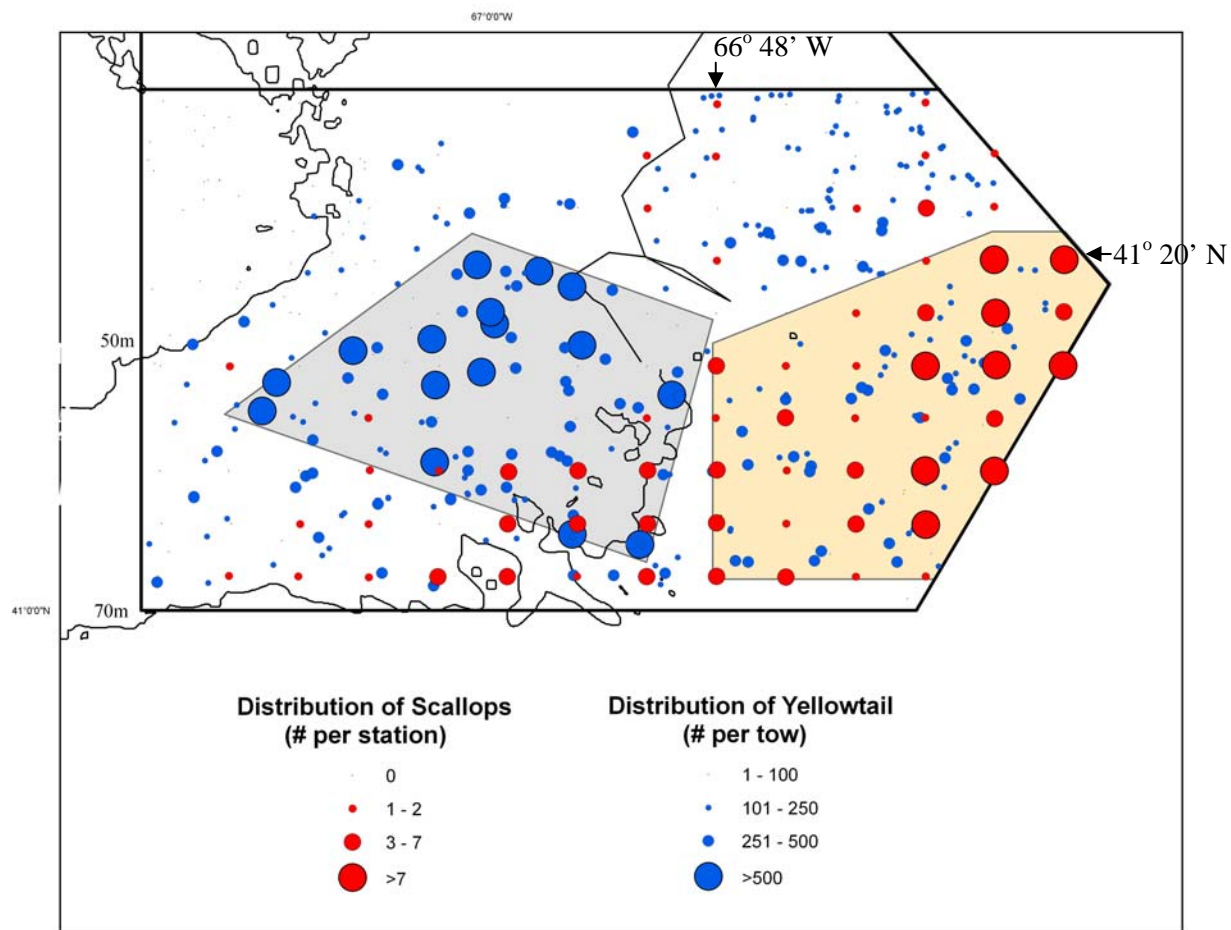 67°0'0"W
66° 48' W
41° 20' N
50m
41°0'0"N
70m
Distribution of Scallops
(# per station)
0
1 - 2
3 - 7
>7
Distribution of Yellowtail
(# per tow)
1 - 100
101 - 250
251 - 500
>500